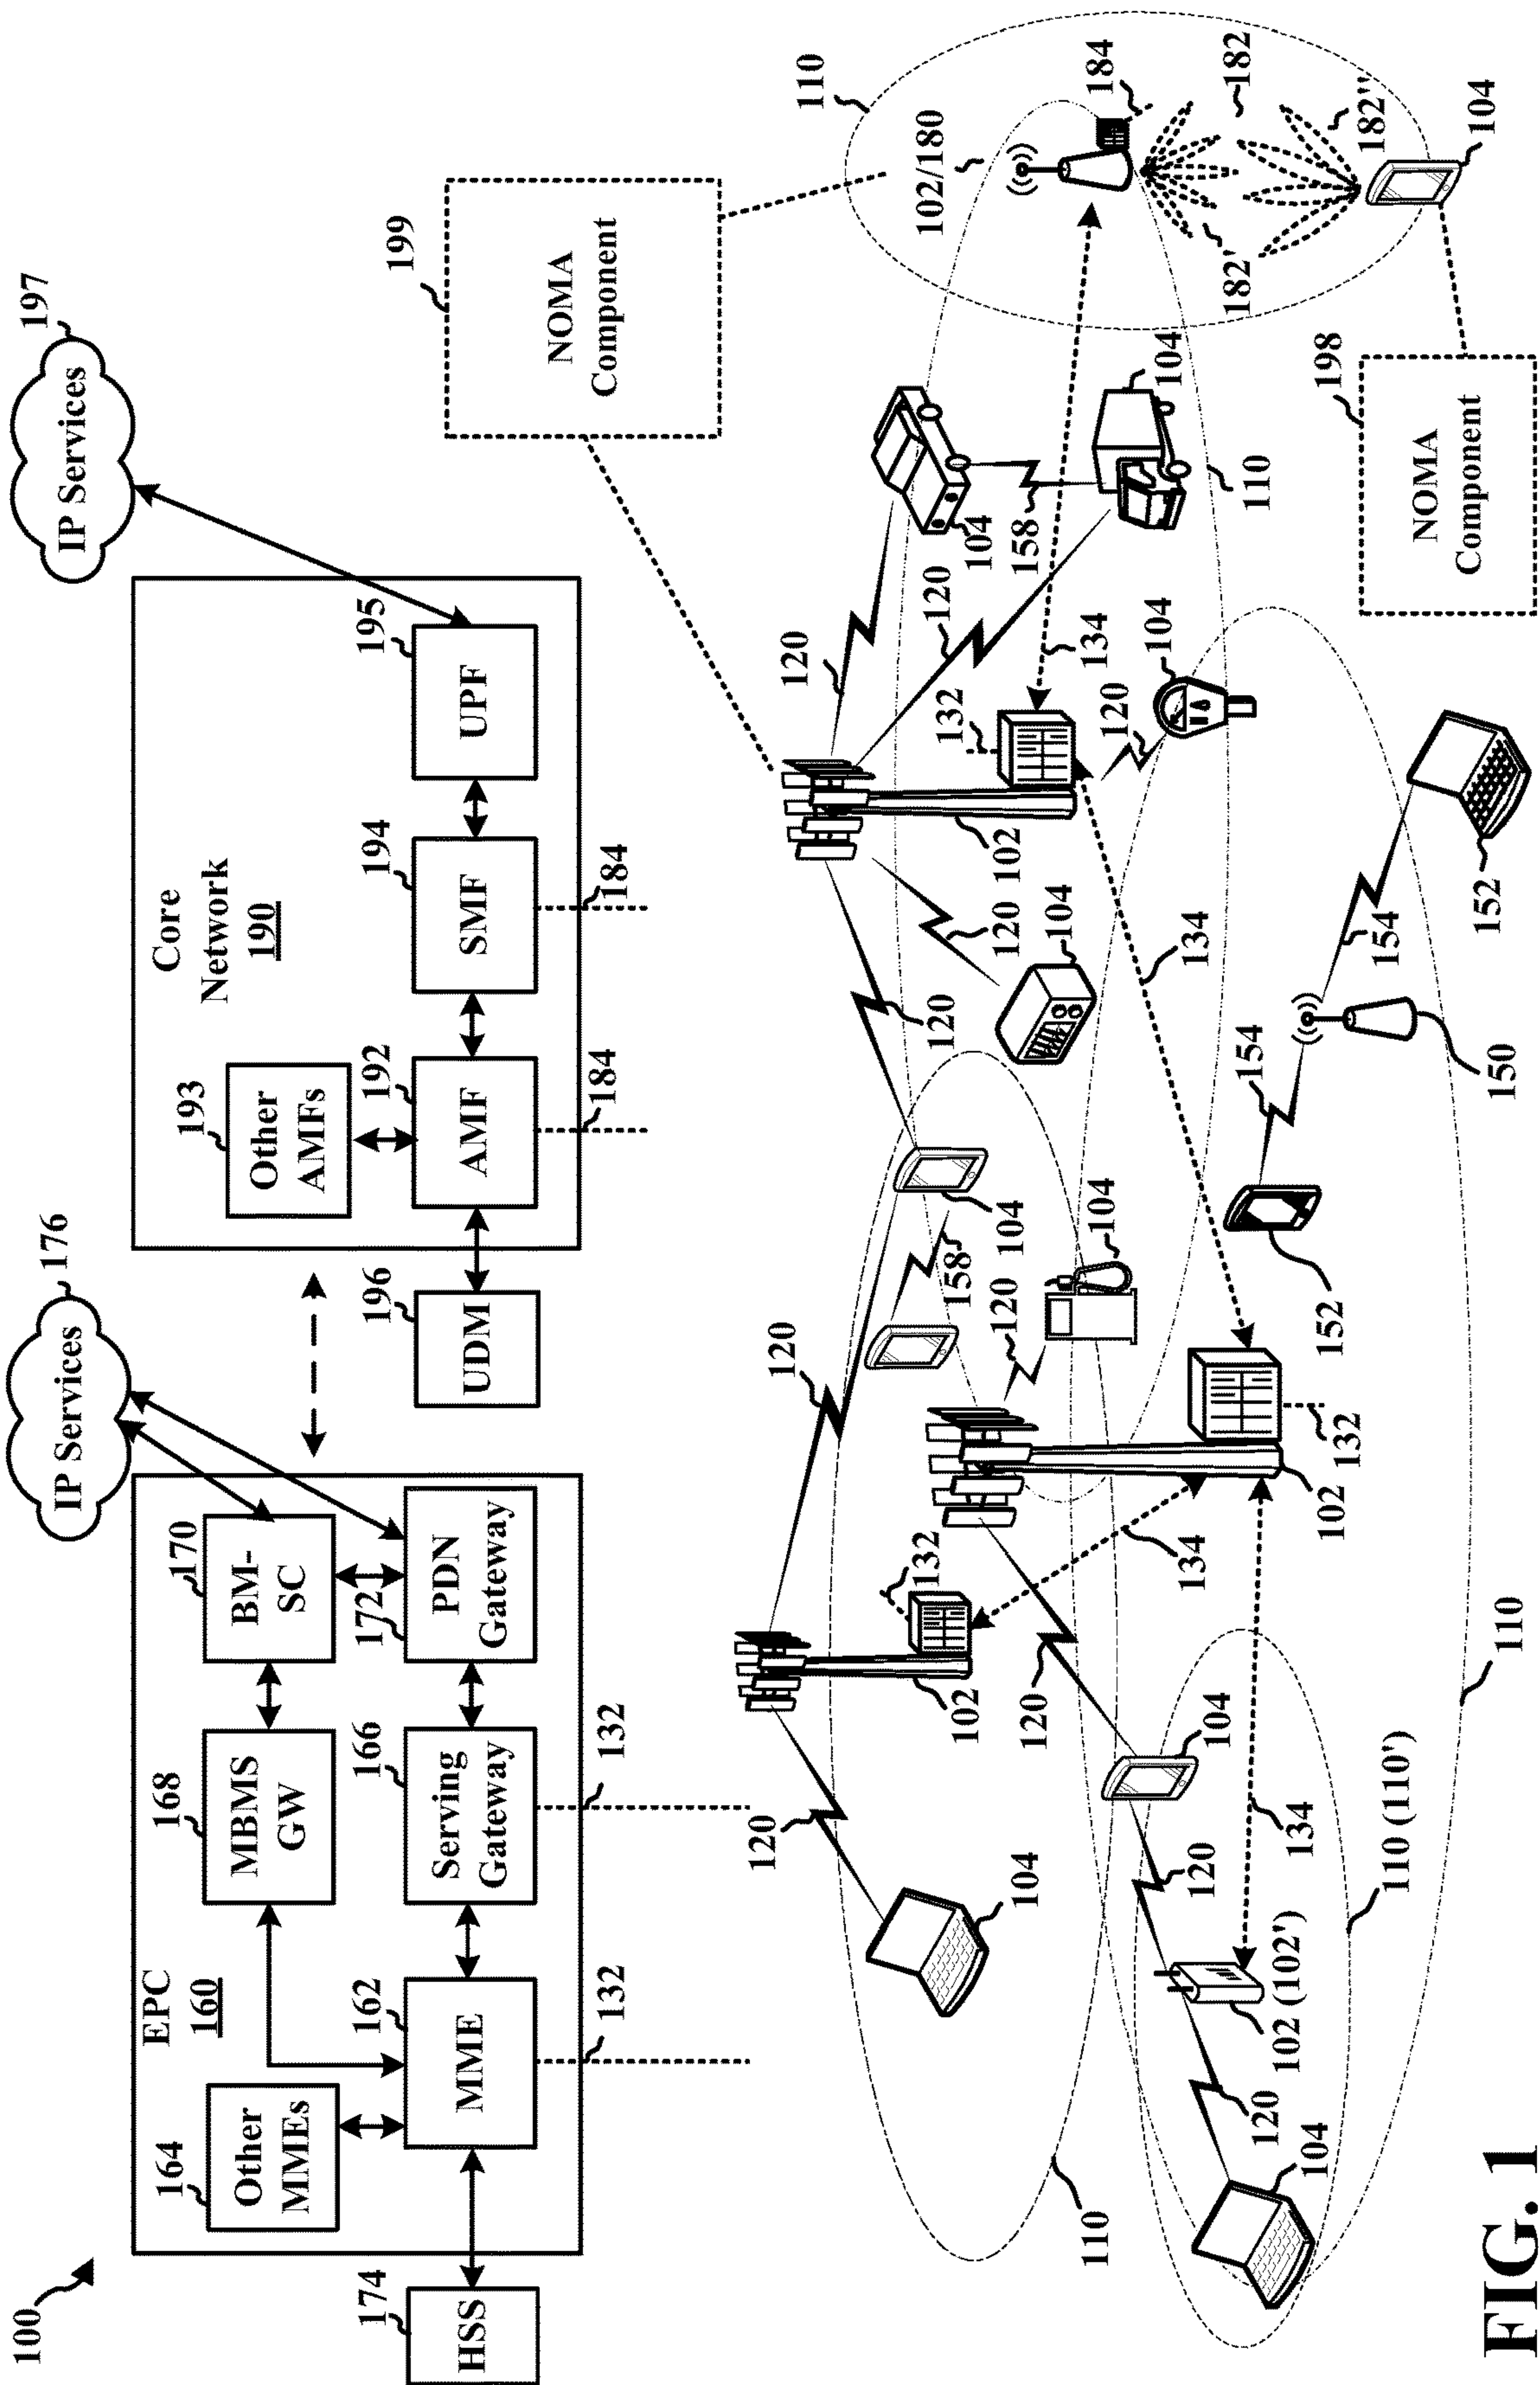 100
174
HSS
EPC
160
164
Other
MMEs
162
MME
168
MBMS
GW
166
Serving
Gateway
170
BM-
SC
172
PDN
Gateway
132
132
176
IP Services
196
UDM
Core
Network
190
193
Other
AMFs
192
AMF
194
SMF
195
UPF
184
184
197
IP Services
199
NOMA
Component
110
102/180
184
182'
182
182''
104
198
NOMA
Component
120
104
158
104
110
120
132
134
102
120
104
120
104
120
134
104
158
120
104
120
120
104
132
102
134
132
102
120
104
120
134
102 (102')
120
104
110
110 (110')
110
152
154
150
154
152
FIG. 1